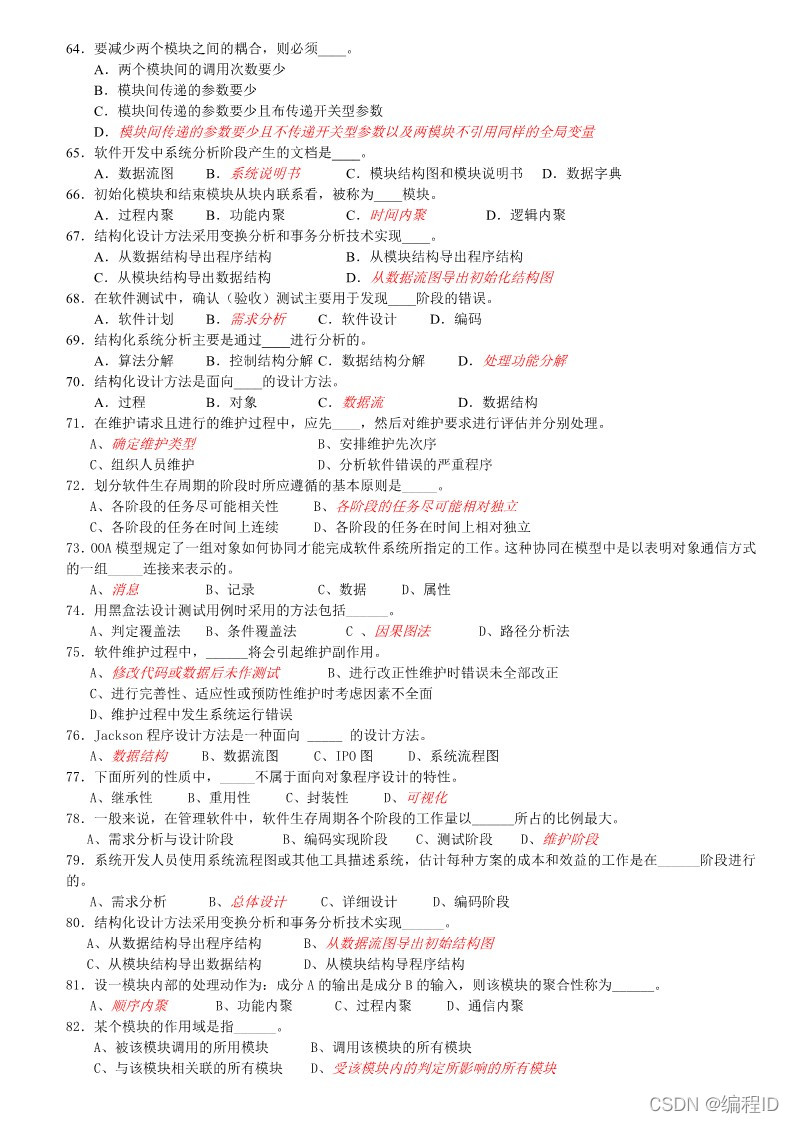 64．要减少两个模块之间的耦合，则必须____。
A．两个模块间的调用次数要少
B．模块间传递的参数要少
C．模块间传递的参数要少且布传递开关型参数
D．模块间传递的参数要少且不传递开关型参数以及两模块不引用同样的全局变量
65．软件开发中系统分析阶段产生的文档是____。
A．数据流图 B．系统说明书 C．模块结构图和模块说明书 D．数据字典
66．初始化模块和结束模块从块内联系看，被称为____模块。
A．过程内聚 B．功能内聚 C．时间内聚 D．逻辑内聚
67．结构化设计方法采用变换分析和事务分析技术实现____。
A．从数据结构导出程序结构 B．从模块结构导出程序结构
C．从模块结构导出数据结构 D．从数据流图导出初始化结构图
68．在软件测试中，确认（验收）测试主要用于发现____阶段的错误。
A．软件计划 B．需求分析 C．软件设计 D．编码
69．结构化系统分析主要是通过____进行分析的。
A．算法分解 B．控制结构分解 C．数据结构分解 D．处理功能分解
70．结构化设计方法是面向____的设计方法。
A．过程 B．对象 C．数据流 D．数据结构
71．在维护请求且进行的维护过程中，应先____，然后对维护要求进行评估并分别处理。
A、确定维护类型 B、安排维护先次序
C、组织人员维护 D、分析软件错误的严重程序
72．划分软件生存周期的阶段时所应遵循的基本原则是_____。
A、各阶段的任务尽可能相关性 B、各阶段的任务尽可能相对独立
C、各阶段的任务在时间上连续 D、各阶段的任务在时间上相对独立
73．OOA模型规定了一组对象如何协同才能完成软件系统所指定的工作。这种协同在模型中是以表明对象通信方式
的一组_____连接来表示的。
A、消息 B、记录 C、数据 D、属性
74．用黑盒法设计测试用例时采用的方法包括______。
A、判定覆盖法 B、条件覆盖法 C 、因果图法 D、路径分析法
75．软件维护过程中，______将会引起维护副作用。
A、修改代码或数据后未作测试 B、进行改正性维护时错误未全部改正
C、进行完善性、适应性或预防性维护时考虑因素不全面
D、维护过程中发生系统运行错误
76．Jackson程序设计方法是一种面向 _____ 的设计方法。
A、数据结构 B、数据流图 C、IPO图 D、系统流程图
77．下面所列的性质中，_____不属于面向对象程序设计的特性。
A、继承性 B、重用性 C、封装性 D、可视化
78．一般来说，在管理软件中，软件生存周期各个阶段的工作量以______所占的比例最大。
A、需求分析与设计阶段 B、编码实现阶段 C、测试阶段 D、维护阶段
79．系统开发人员使用系统流程图或其他工具描述系统，估计每种方案的成本和效益的工作是在______阶段进行
的。
A、需求分析 B、总体设计 C、详细设计 D、编码阶段
80．结构化设计方法采用变换分析和事务分析技术实现______。
A、从数据结构导出程序结构 B、从数据流图导出初始结构图
C、从模块结构导出数据结构 D、从模块结构导程序结构
81．设一模块内部的处理动作为：成分A的输出是成分B的输入，则该模块的聚合性称为______。
A、顺序内聚 B、功能内聚 C、过程内聚 D、通信内聚
82．某个模块的作用域是指______。
A、被该模块调用的所用模块 B、调用该模块的所有模块
C、与该模块相关联的所有模块 D、受该模块内的判定所影响的所有模块
CSDN @编程ID